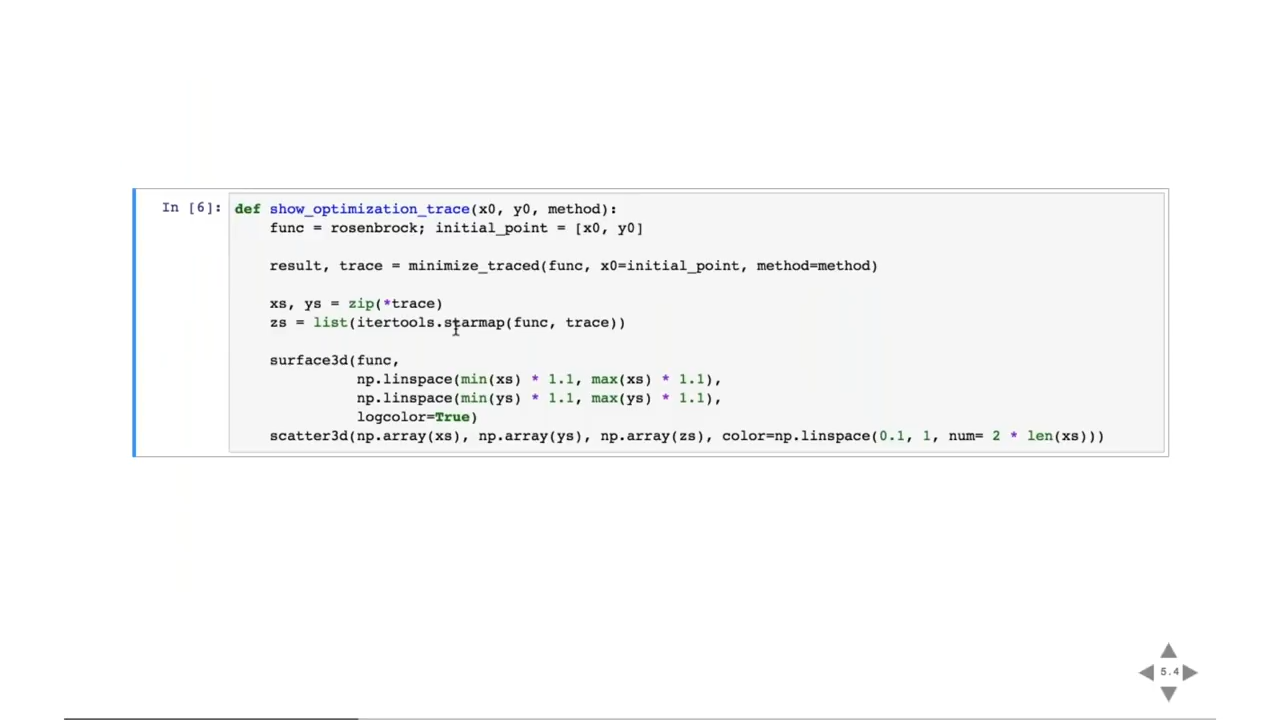 In [6]: def show_optimization_trace(x0, y0, method):
func = rosenbrock; initial_point = [x0, y0]
result, trace = minimize_traced(func, x0=initial_point, method=method)
xs, ys = zip(*trace)
zs = list(itertools.starmap(func, trace))
surface3d(func,
np.linspace(min(xs) * 1.1, max(xs) * 1.1),
np.linspace(min(ys) * 1.1, max(ys) * 1.1),
logcolor=True)
scatter3d(np.array(xs), np.array(ys), np.array(zs), color=np.linspace(0.1, 1, num= 2 * len(xs)))
5.4